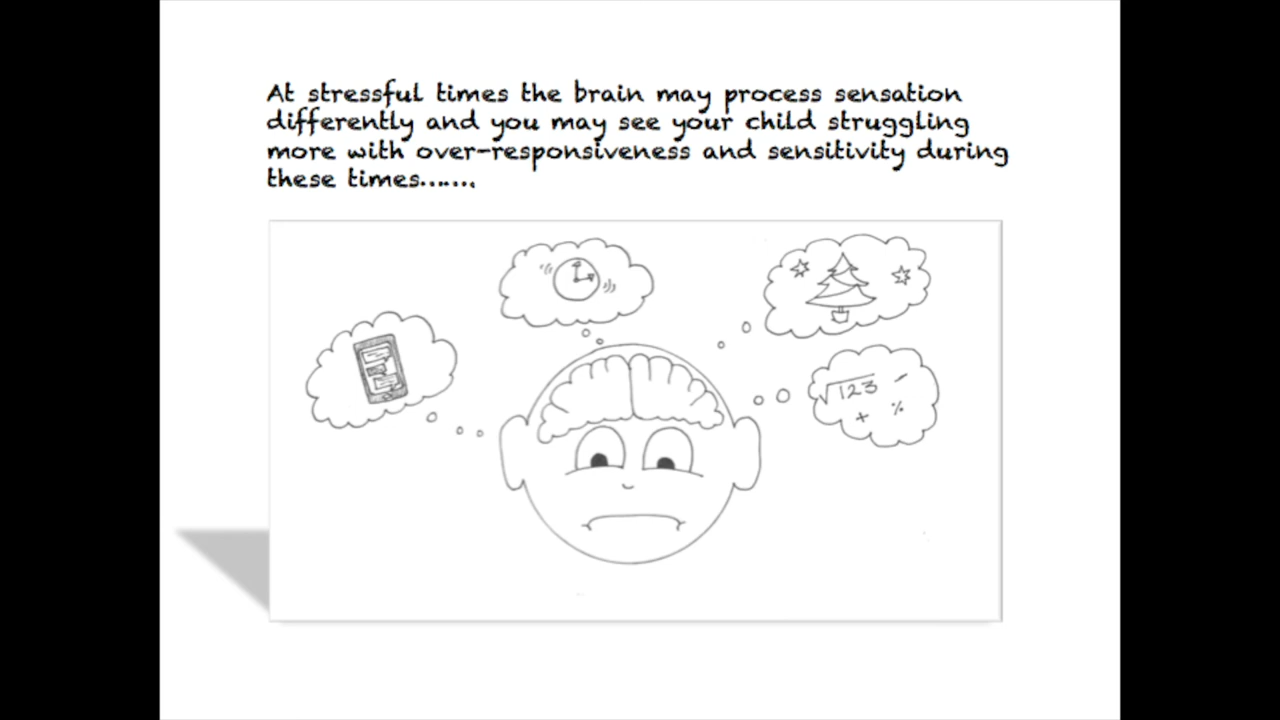 At stressful times the brain may process sensation
differently and you may see your child struggling
more with over-responsiveness and sensitivity during
these times.......
√123 -
+ %